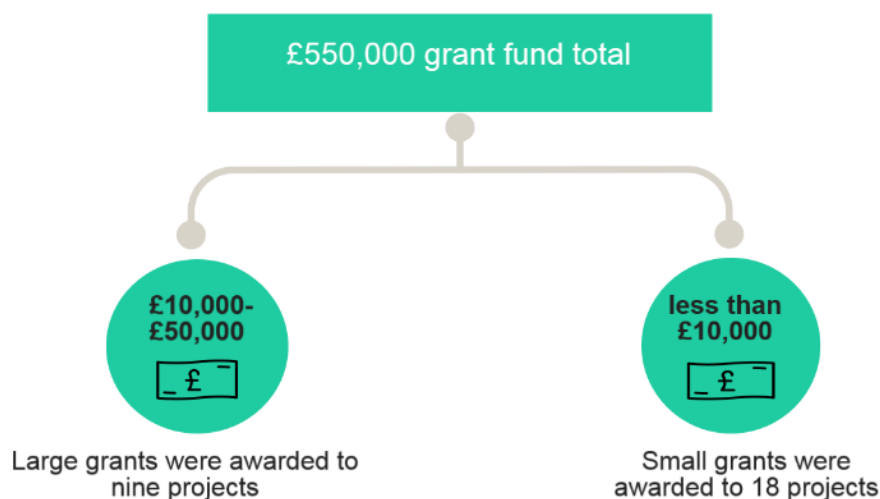 £550,000 grant fund total
£10,000-
£50,000
£
Large grants were awarded to
nine projects
less than
£10,000
£
Small grants were
awarded to 18 projects